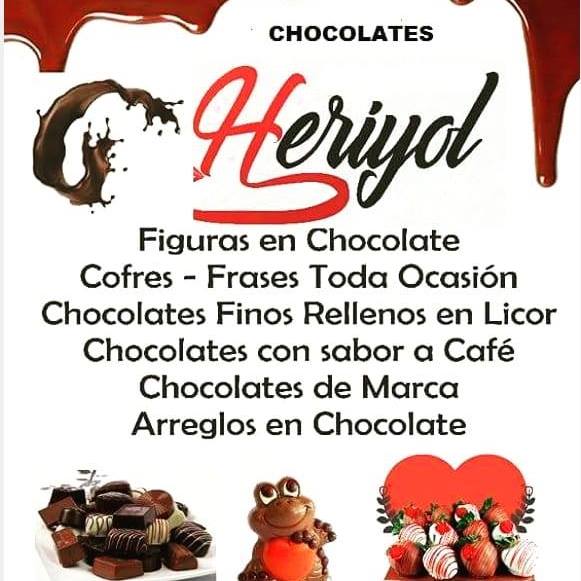 CHOCOLATES
Heriyol
Figuras en Chocolate
Cofres - Frases Toda Ocasión
Chocolates Finos Rellenos en Licor
Chocolates con sabor a Café
Chocolates de Marca
Arreglos en Chocolate